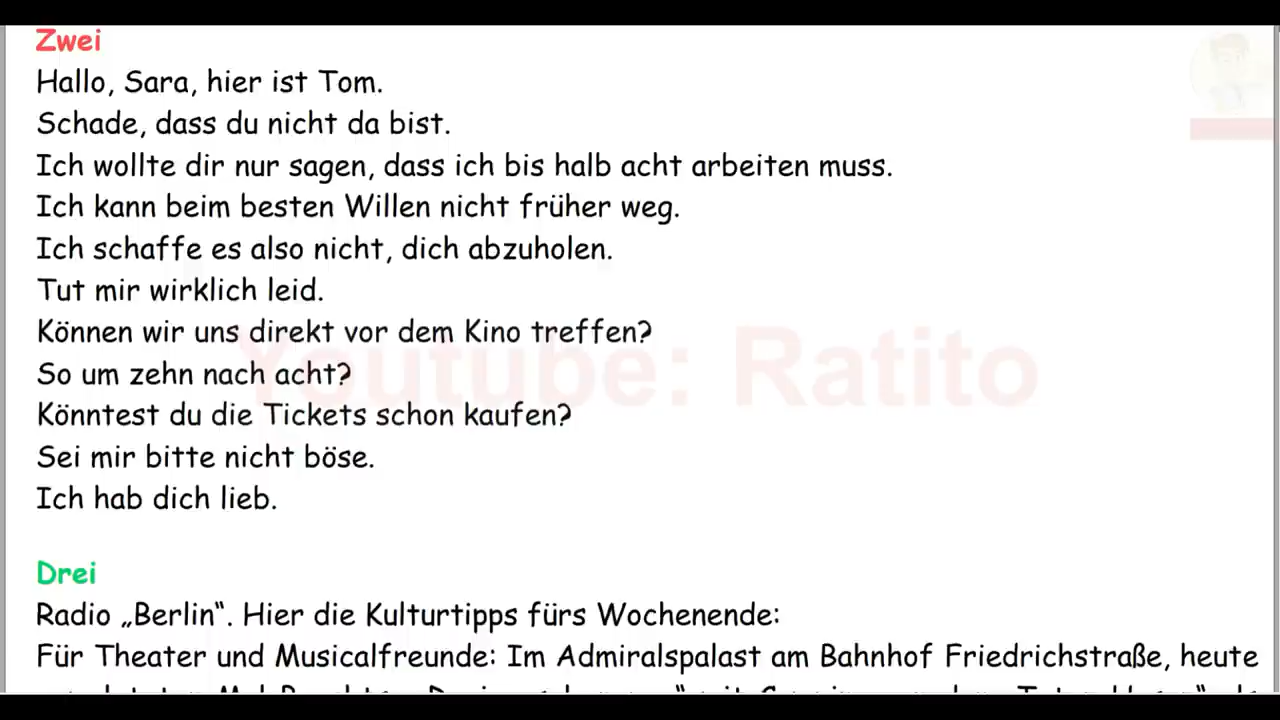 Zwei
Hallo, Sara, hier ist Tom.
Schade, dass du nicht da bist.
Ich wollte dir nur sagen, dass ich bis halb acht arbeiten muss.
Ich kann beim besten Willen nicht früher weg.
Ich schaffe es also nicht, dich abzuholen.
Tut mir wirklich leid.
Können wir uns direkt vor dem Kino treffen?
Youtube: Ratito
So um zehn nach acht?
Könntest du die Tickets schon kaufen?
Sei mir bitte nicht böse.
Ich hab dich lieb.
Drei
Radio „Berlin“. Hier die Kulturtipps fürs Wochenende:
Für Theater und Musicalfreunde: Im Admiralspalast am Bahnhof Friedrichstraße, heute